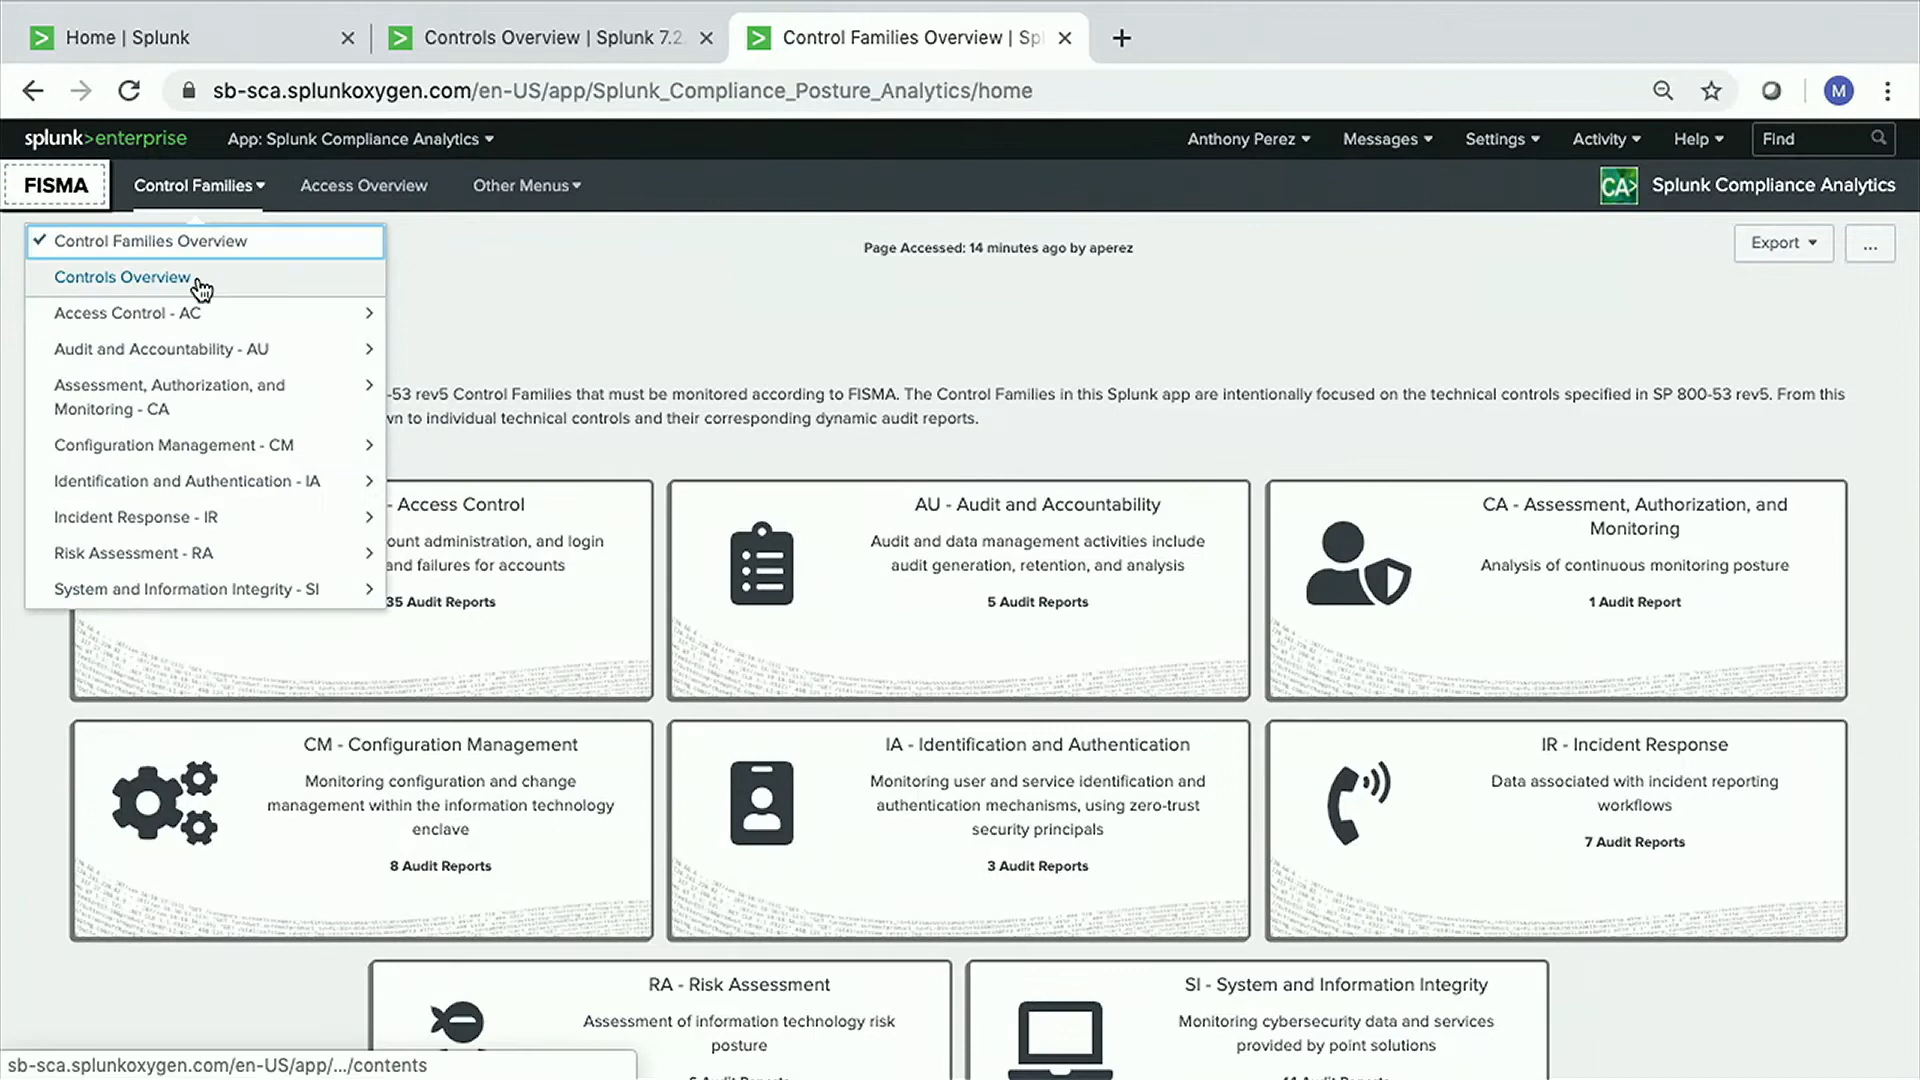 Home | Splunk
Controls Overview | Splunk 7.2.
Control Families Overview | Sp
sb-sca.splunkoxygen.com/en-US/app/Splunk_Compliance_Posture_Analytics/home
M
splunk>enterprise
App: Splunk Compliance Analytics
Anthony Perez
Messages
Settings
Activity
Help
Find
FISMA
Control Families
Access Overview
Other Menus
CA>
Splunk Compliance Analytics
Control Families Overview
Controls Overview
Access Control - AC
Audit and Accountability - AU
Assessment, Authorization, and
Monitoring - CA
Configuration Management - CM
Identification and Authentication - IA
Incident Response - IR
Risk Assessment - RA
System and Information Integrity - SI
Page Accessed: 14 minutes ago by aperez
Export
...
-53 rev5 Control Families that must be monitored according to FISMA. The Control Families in this Splunk app are intentionally focused on the technical controls specified in SP 800-53 rev5. From this
wn to individual technical controls and their corresponding dynamic audit reports.
- Access Control
ount administration, and login
and failures for accounts
35 Audit Reports
AU - Audit and Accountability
Audit and data management activities include
audit generation, retention, and analysis
5 Audit Reports
CA - Assessment, Authorization, and
Monitoring
Analysis of continuous monitoring posture
1 Audit Report
CM - Configuration Management
Monitoring configuration and change
management within the information technology
enclave
8 Audit Reports
IA - Identification and Authentication
Monitoring user and service identification and
authentication mechanisms, using zero-trust
security principals
3 Audit Reports
IR - Incident Response
Data associated with incident reporting
workflows
7 Audit Reports
RA - Risk Assessment
Assessment of information technology risk
posture
Audit Reports
SI - System and Information Integrity
Monitoring cybersecurity data and services
provided by point solutions
Audit Reports
sb-sca.splunkoxygen.com/en-US/app/.../contents